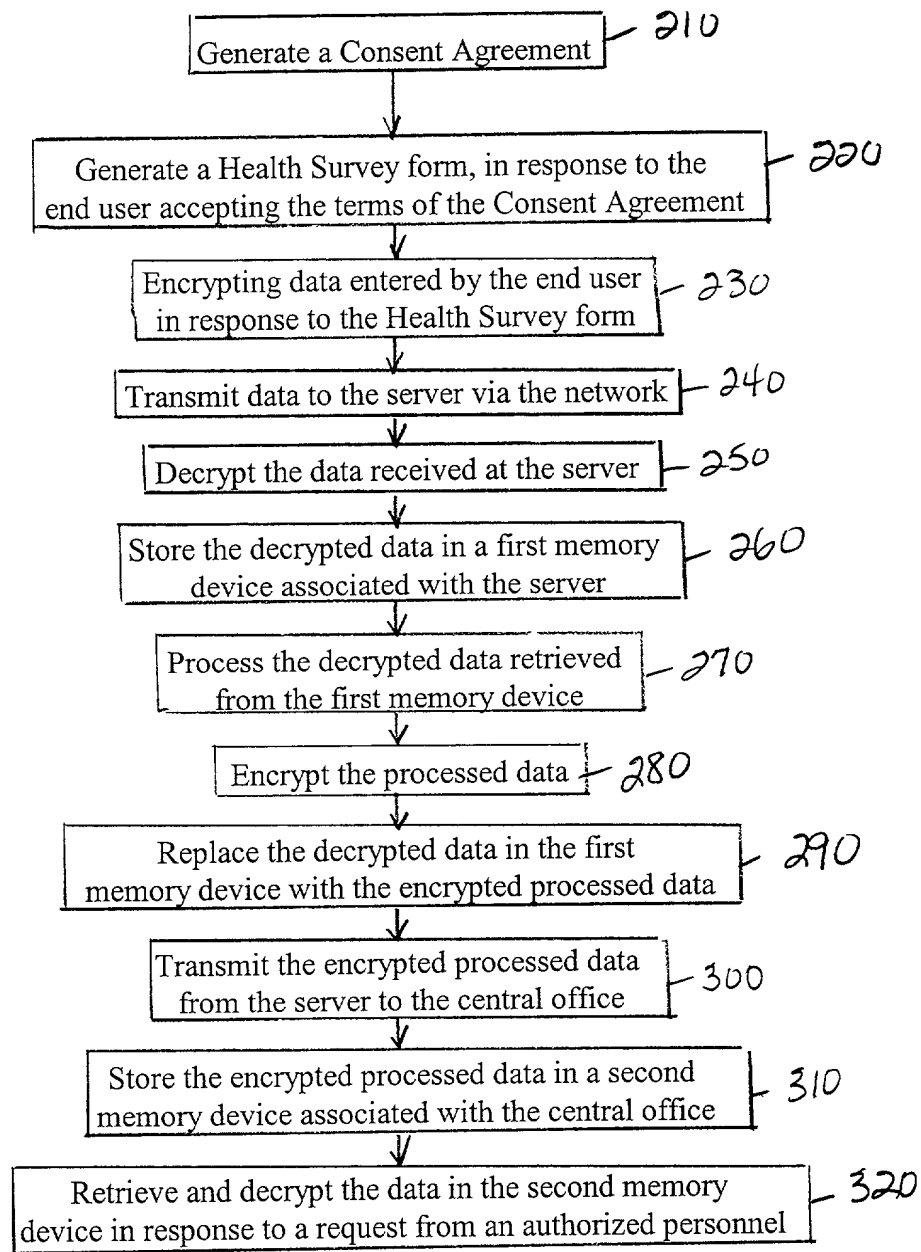 Generate a Consent Agreement 210
Generate a Health Survey form, in response to the
end user accepting the terms of the Consent Agreement 220
Encrypting data entered by the end user
in response to the Health Survey form 230
Transmit data to the server via the network 240
Decrypt the data received at the server 250
Store the decrypted data in a first memory
device associated with the server 260
Process the decrypted data retrieved
from the first memory device 270
Encrypt the processed data 280
Replace the decrypted data in the first
memory device with the encrypted processed data 290
Transmit the encrypted processed data
from the server to the central office 300
Store the encrypted processed data in a second
memory device associated with the central office 310
Retrieve and decrypt the data in the second memory
device in response to a request from an authorized personnel 320